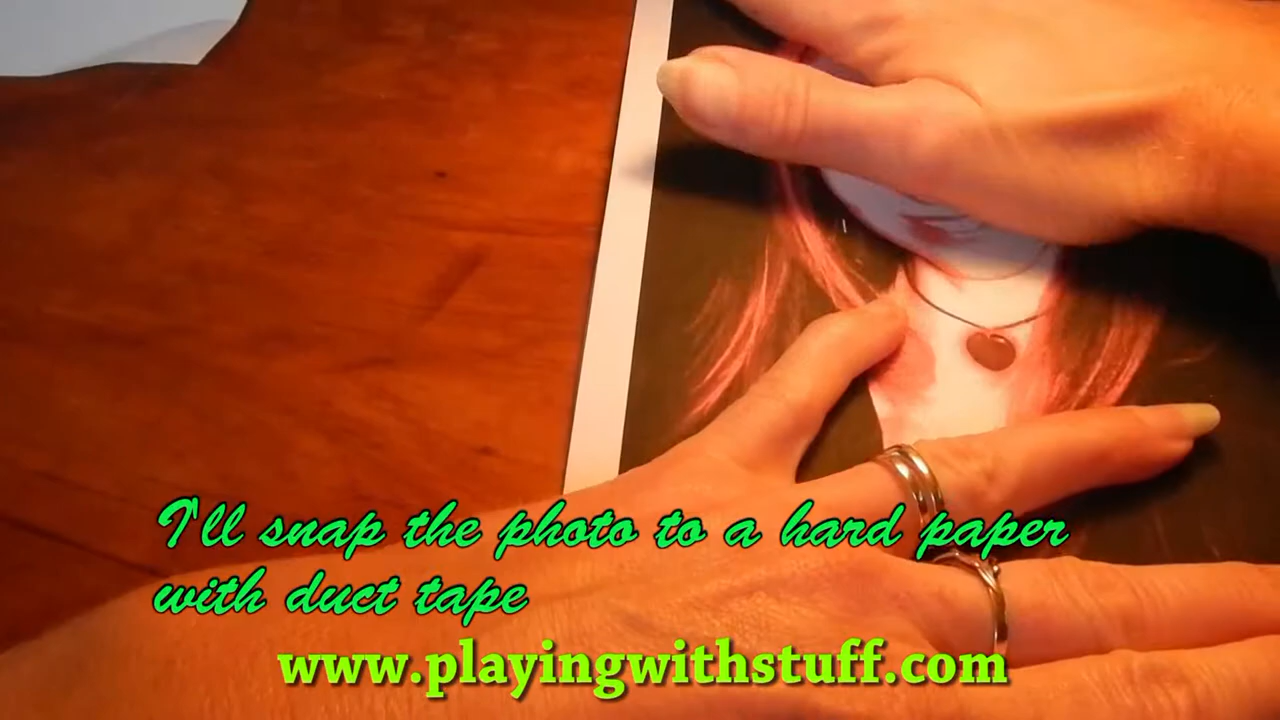 I'll snap the photo to a hard paper
with duct tape
www.playingwithstuff.com